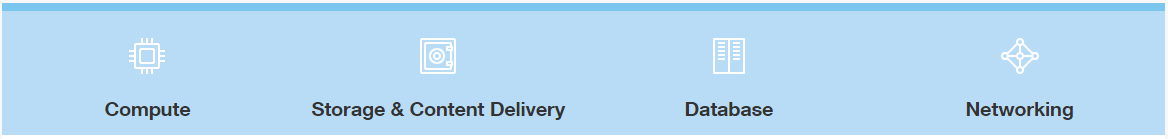 Compute Storage & Content Delivery Database Networking